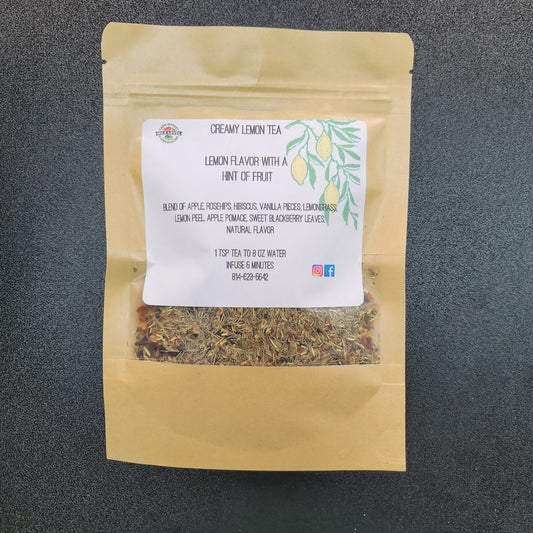 CREAMY LEMON TEA
LEMON FLAVOR WITH A
HINT OF FRUIT
BLEND OF APPLE, ROSEHIPS, HIBISCUS, VANILLA PIECES, LEMONGRASS,
LEMON PEEL, APPLE POMACE, SWEET BLACKBERRY LEAVES,
NATURAL FLAVOR
1 TSP TEA TO 8 OZ WATER
INFUSE 5 MINUTES
814-623-5642